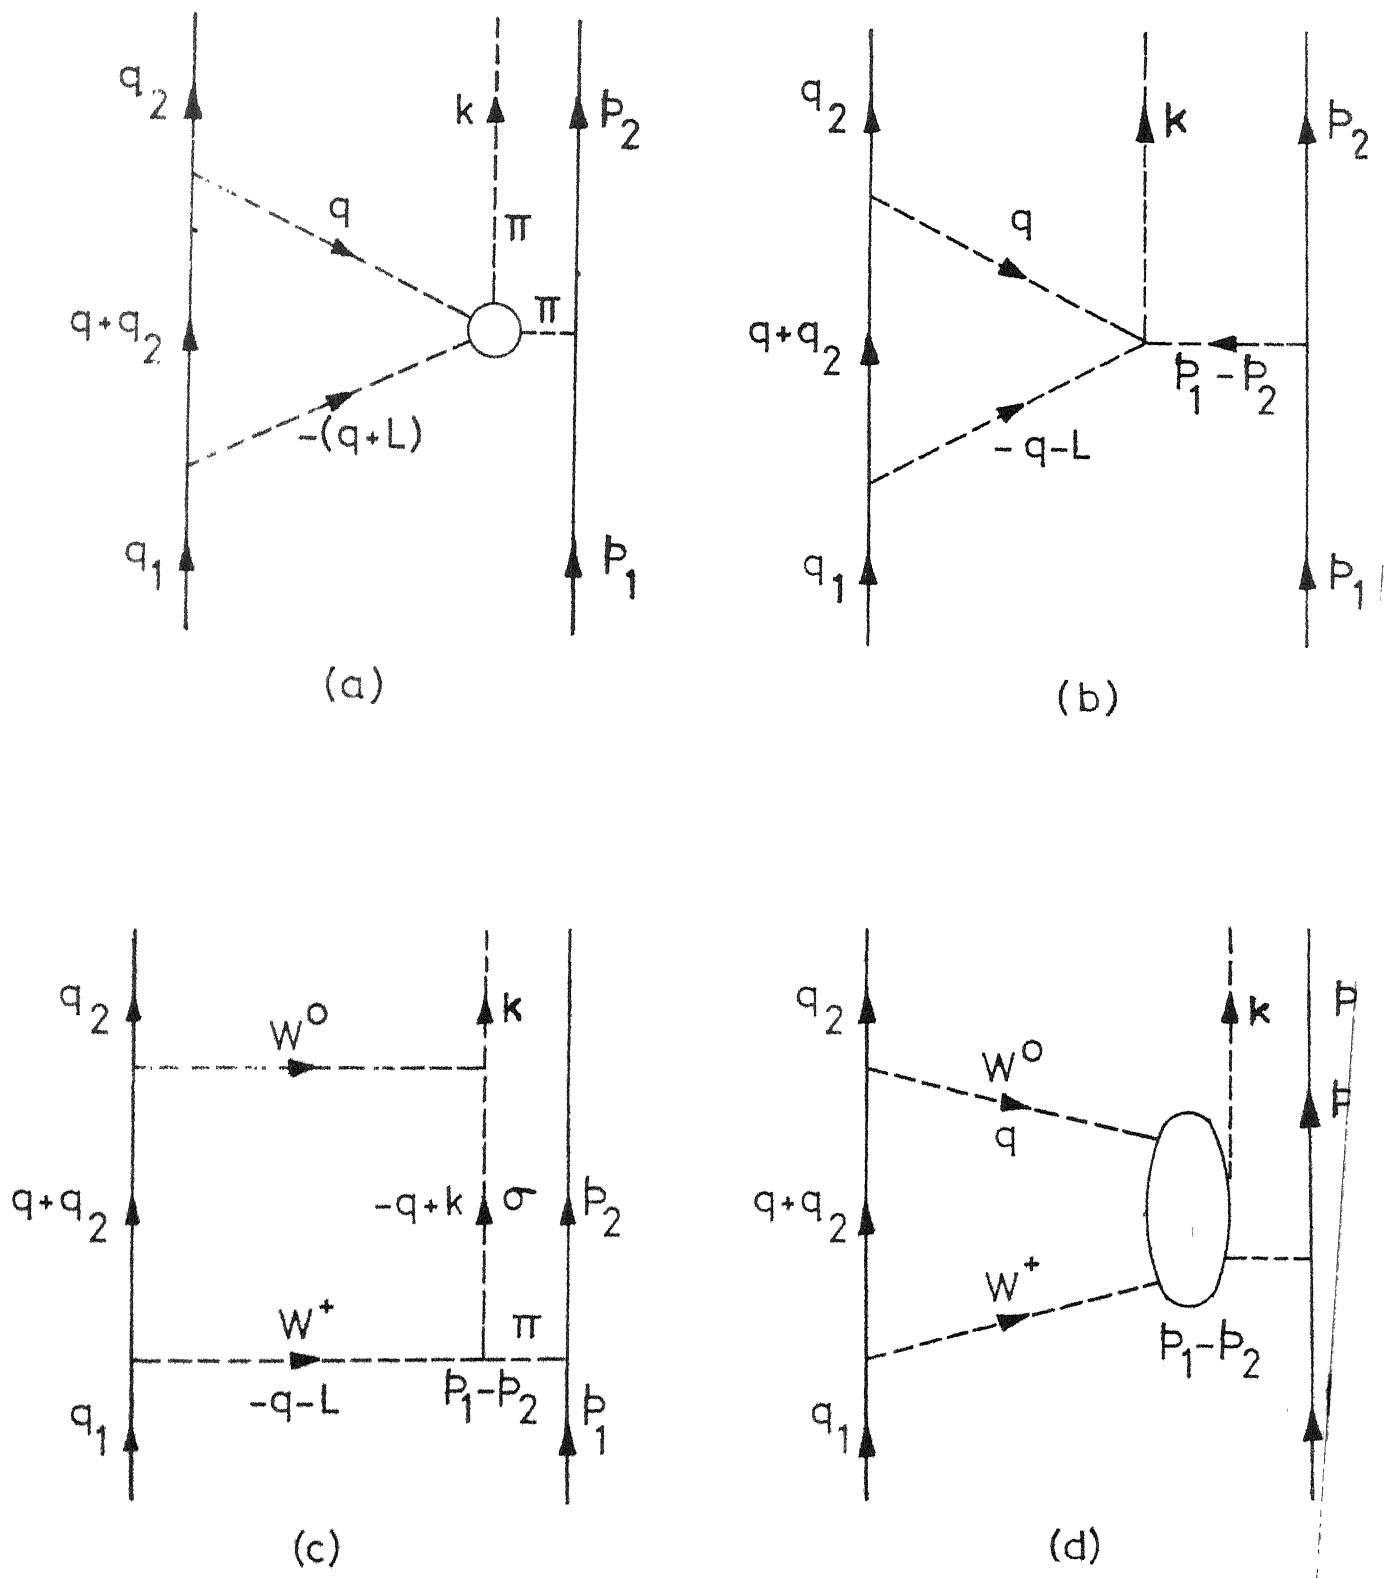 q2
k
p2
q
π
q+q2
π
-(q+L)
q1
p1
(a)
q2
k
p2
q
q+q2
p1-p2
-q-L
q1
p1
(b)
q2
W⁰
k
q+q2
-q+k
σ
p2
W⁺
π
-q-L
p1-p2
q1
p1
(c)
q2
k
p
W⁰
q
p
q+q2
W⁺
p1-p2
q1
(d)